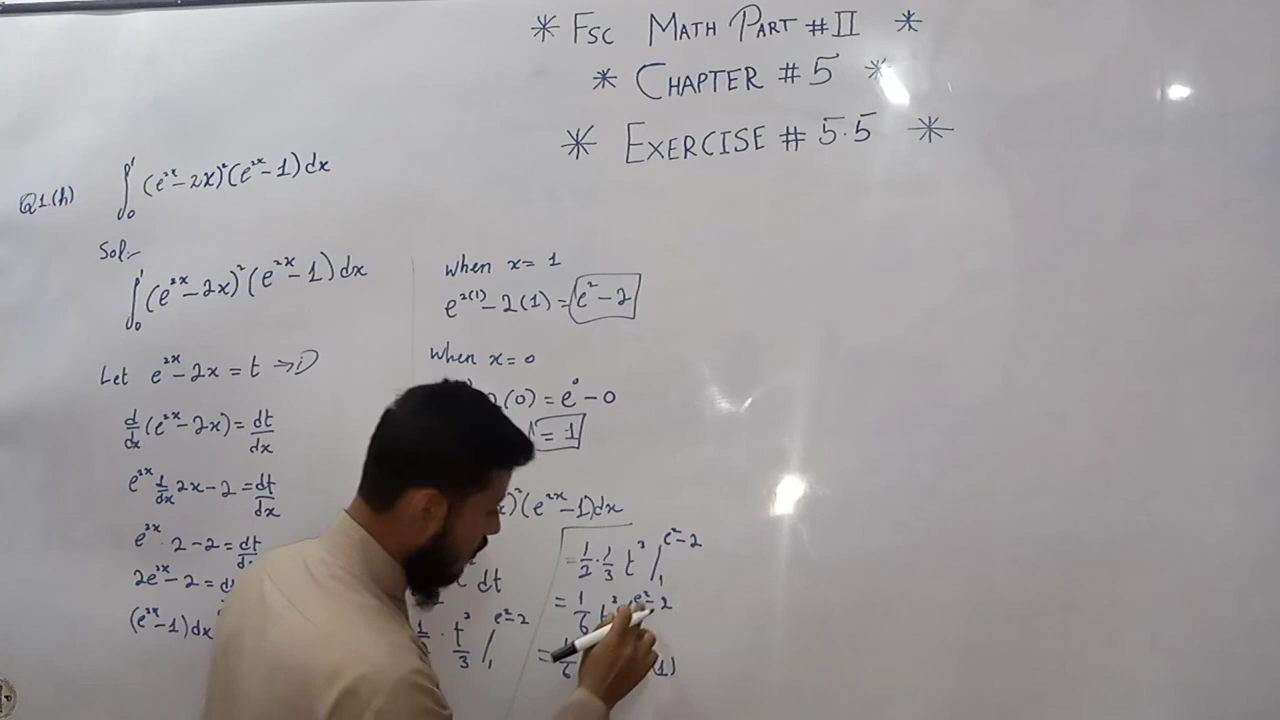 * FSC MATH PART #II *
* CHAPTER # 5 *
* EXERCISE # 5.5 *
Q1.(h) ∫₀¹ (e²ˣ - 2x)² (e²ˣ - 1) dx
Sol:-
∫₀¹ (e²ˣ - 2x)² (e²ˣ - 1) dx
Let e²ˣ - 2x = t → i)
d/dx (e²ˣ - 2x) = dt/dx
e²ˣ d/dx 2x - 2 = dt/dx
e²ˣ · 2 - 2 = dt
2e²ˣ - 2 =
(e²ˣ - 1) dx
when x = 1
e²⁽¹⁾ - 2(1) = e² - 2
when x = 0
(0) = e⁰ - 0
= 1
)² (e²ˣ - 1) dx
dt
· t³/3 |₁^(e²-2)
= 1/2 · 1/3 t³ |₁^(e²-2)
= 1/6 t³ e²-2
= 1/6 (1)